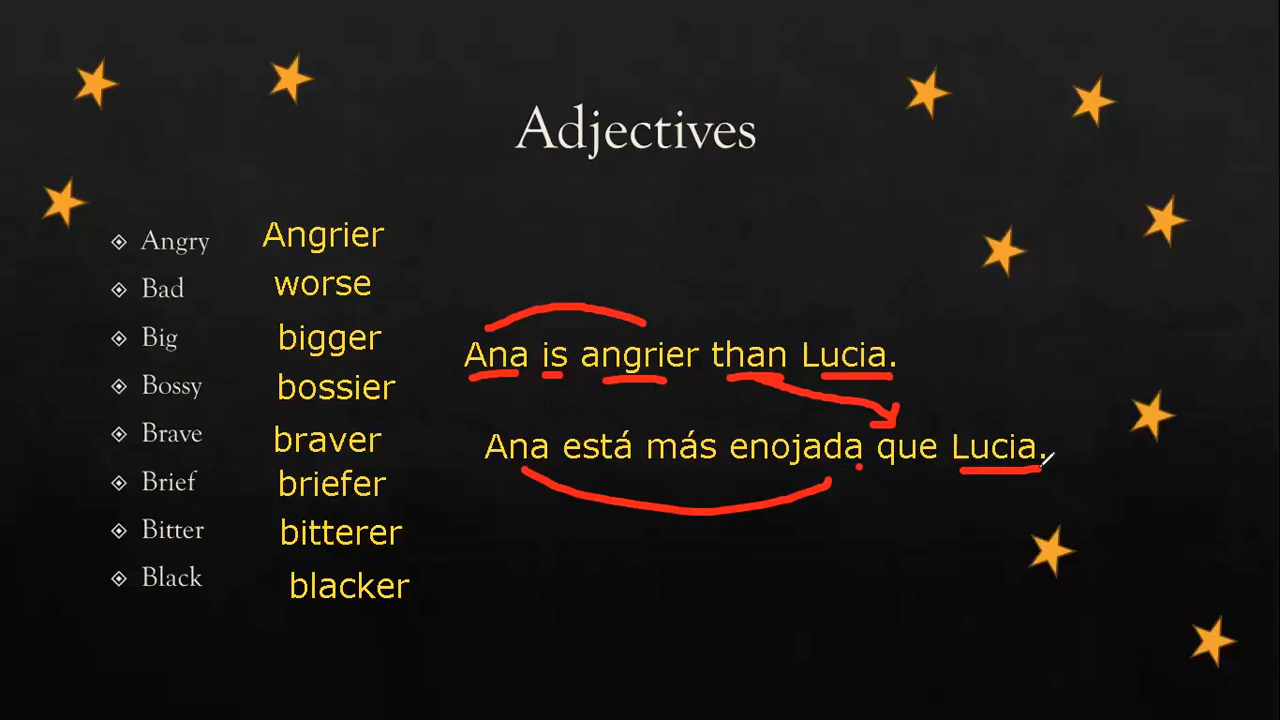 Adjectives
Angry Angrier
Bad worse
Big bigger
Ana is angrier than Lucia.
Bossy bossier
Brave braver
Ana está más enojada que Lucia.
Brief briefer
Bitter bitterer
Black blacker